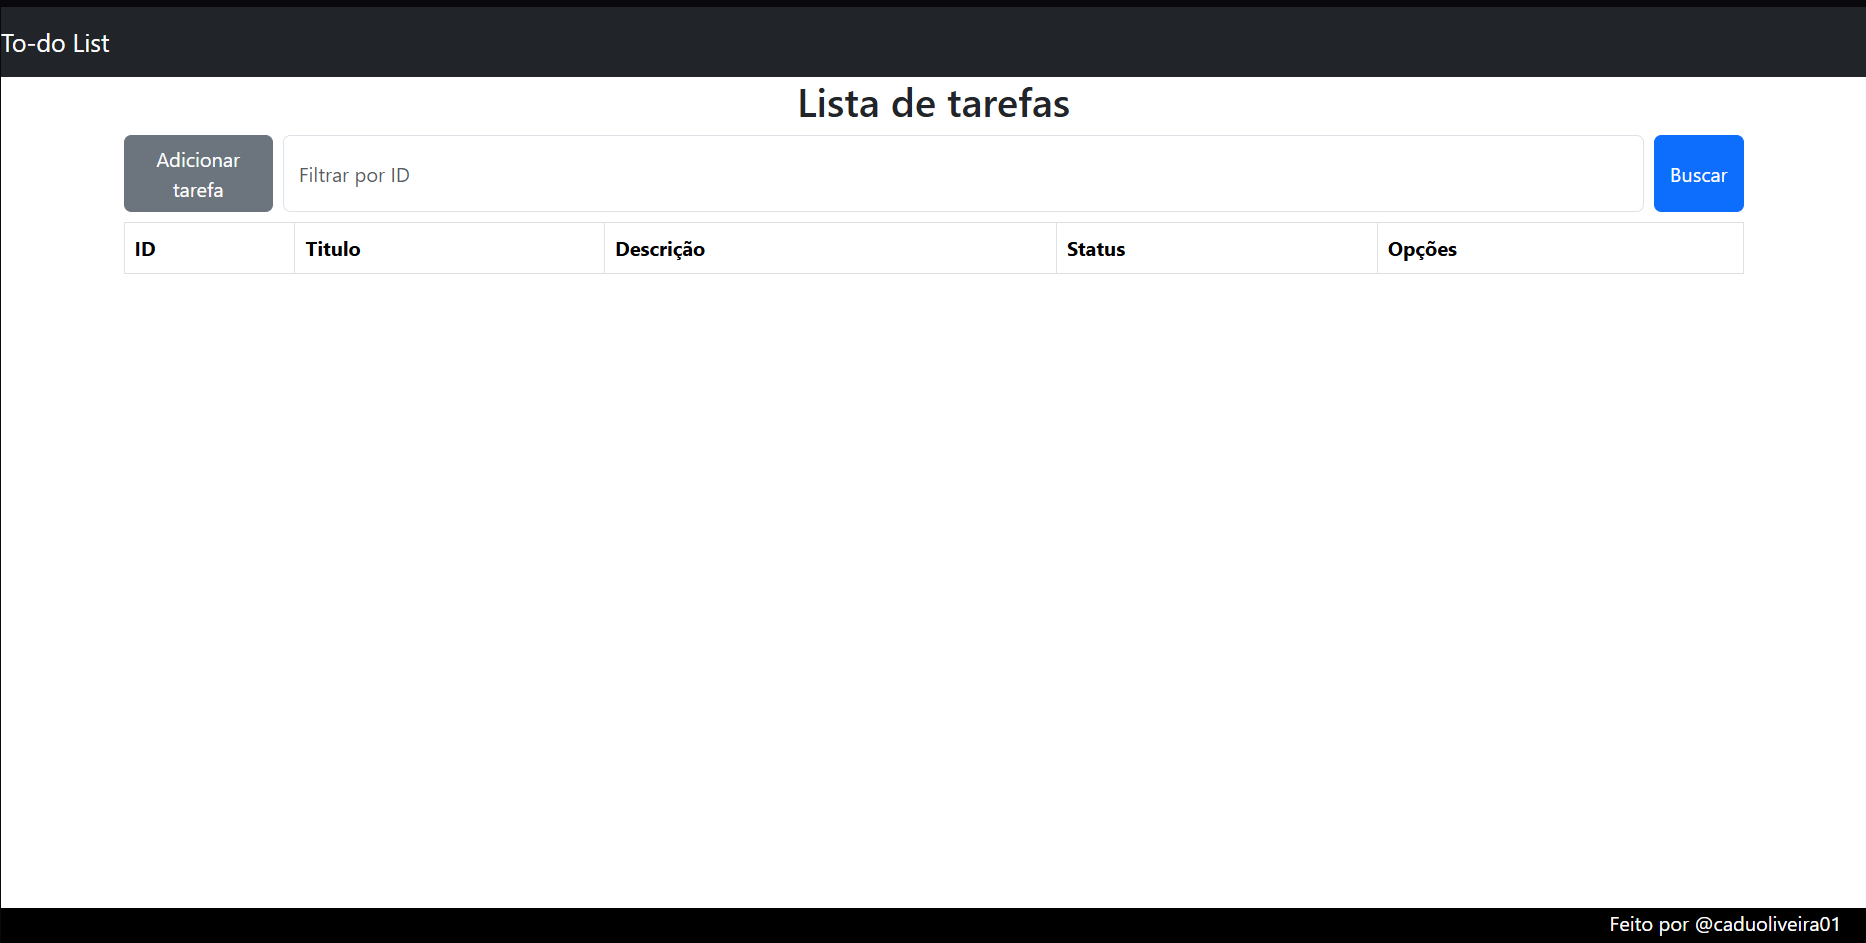 To-do List
Lista de tarefas
Adicionar
tarefa
Filtrar por ID
Buscar
ID Titulo Descrição Status Opções
Feito por @caduoliveira01